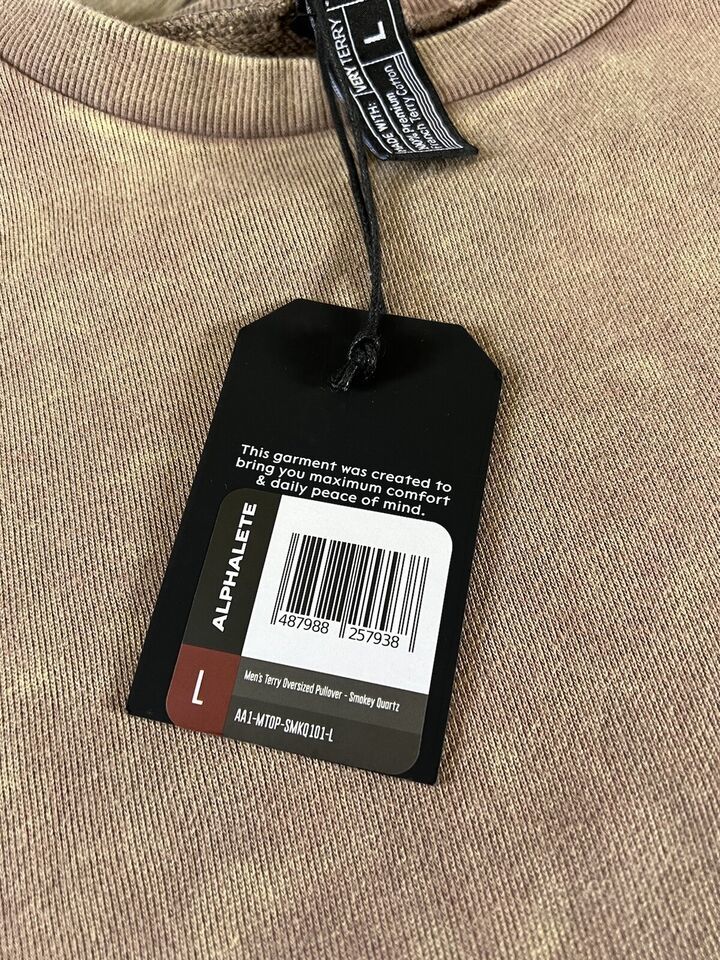 VERY TERRY
L
MADE WITH:
100% Premium
French Terry Cotton
This garment was created to
bring you maximum comfort
& daily peace of mind.
ALPHALETE
487988 257938
L
Men's Terry Oversized Pullover - Smokey Quartz
AA1-MTOP-SMKQ101-L